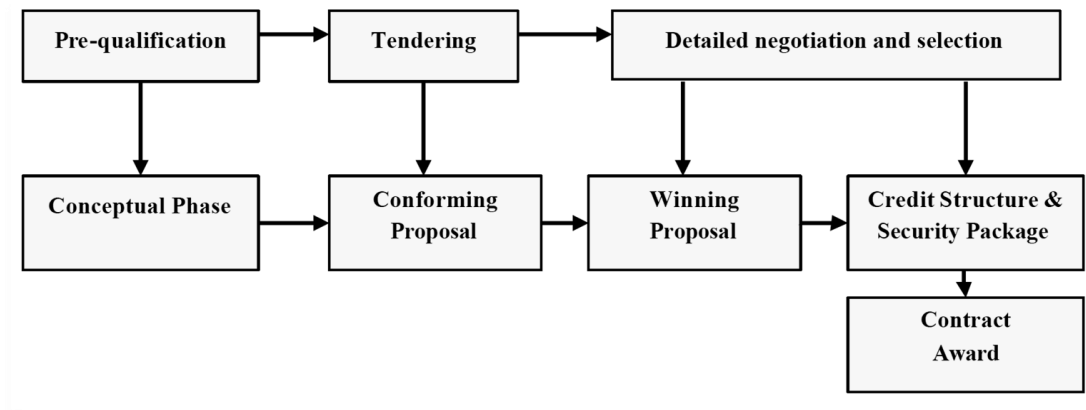 Pre-qualification
Tendering
Detailed negotiation and selection
Conceptual Phase
Conforming
Proposal
Winning
Proposal
Credit Structure &
Security Package
Contract
Award